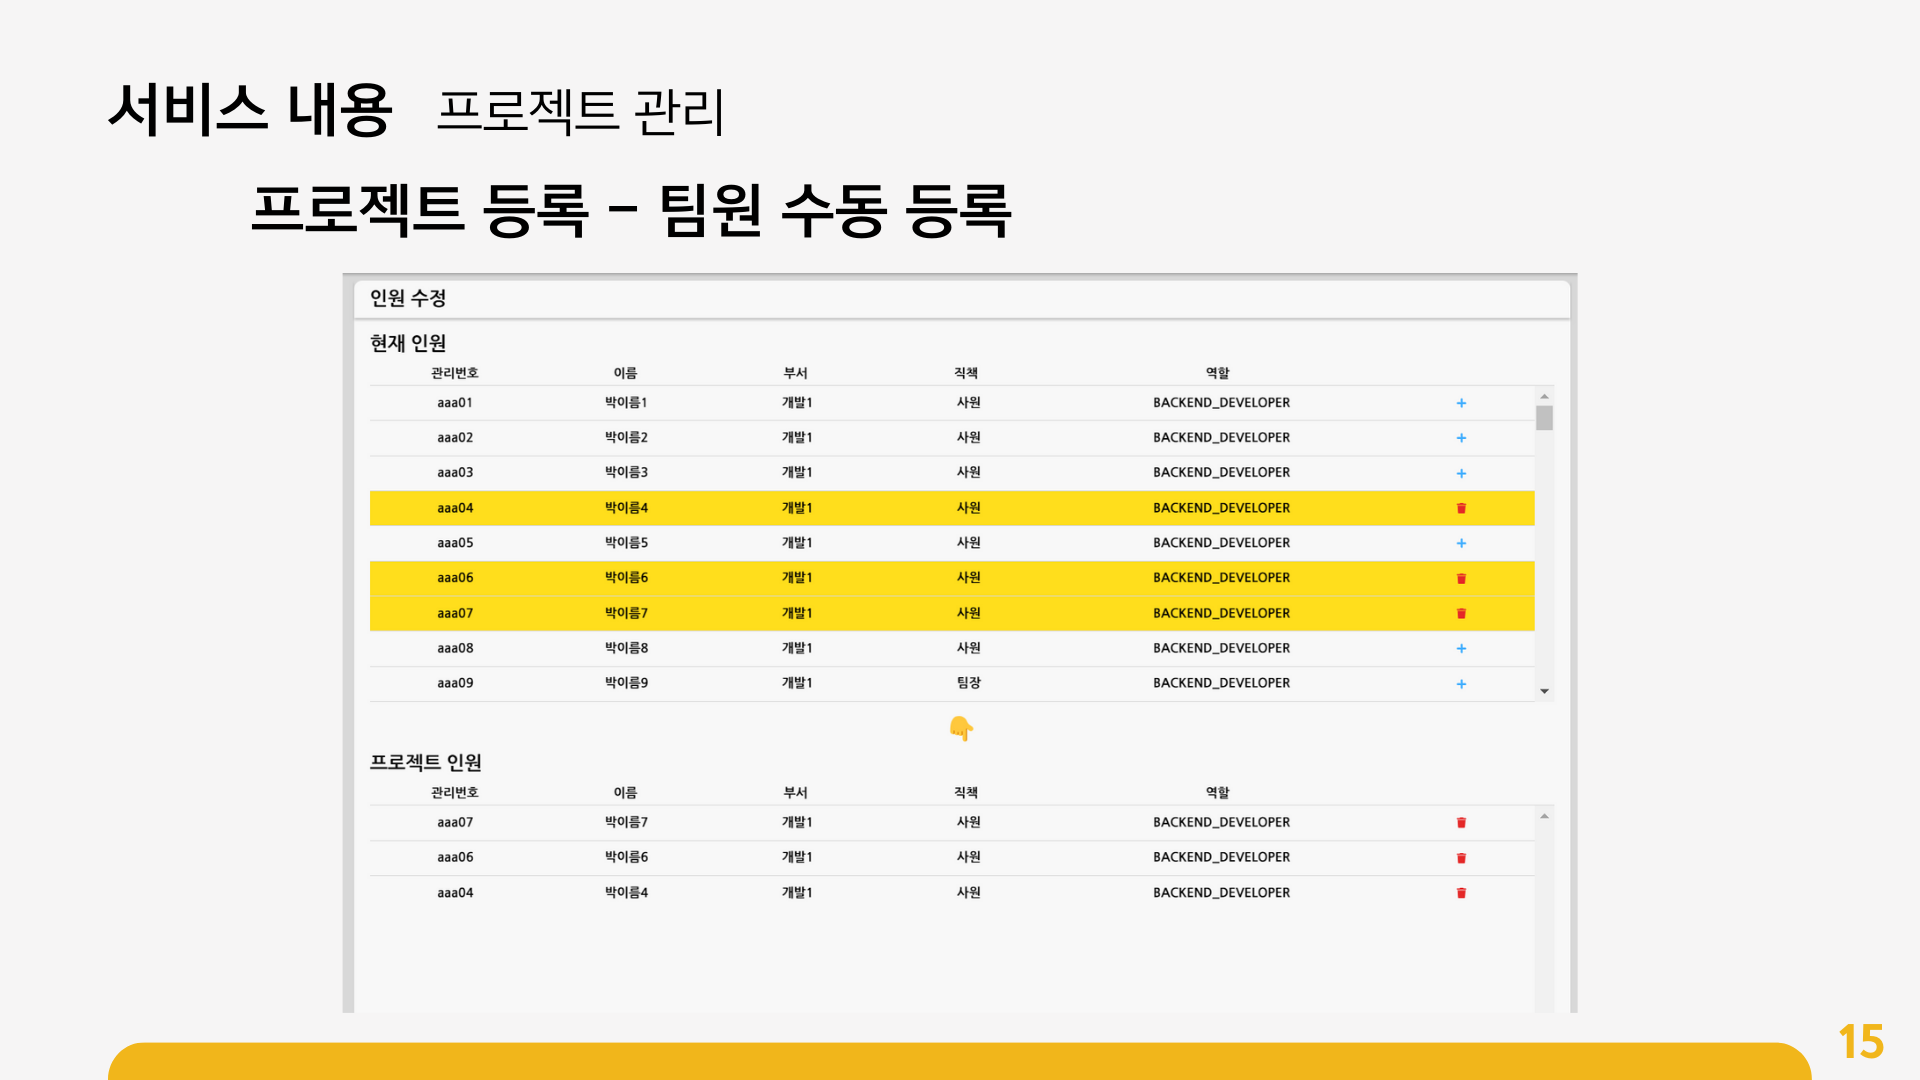 서비스 내용 프로젝트 관리
프로젝트 등록 - 팀원 수동 등록
인원 수정
현재 인원
관리번호 이름 부서 직책 역할
aaa01 박이름1 개발1 사원 BACKEND_DEVELOPER +
aaa02 박이름2 개발1 사원 BACKEND_DEVELOPER +
aaa03 박이름3 개발1 사원 BACKEND_DEVELOPER +
aaa04 박이름4 개발1 사원 BACKEND_DEVELOPER
aaa05 박이름5 개발1 사원 BACKEND_DEVELOPER +
aaa06 박이름6 개발1 사원 BACKEND_DEVELOPER
aaa07 박이름7 개발1 사원 BACKEND_DEVELOPER
aaa08 박이름8 개발1 사원 BACKEND_DEVELOPER +
aaa09 박이름9 개발1 팀장 BACKEND_DEVELOPER +
프로젝트 인원
관리번호 이름 부서 직책 역할
aaa07 박이름7 개발1 사원 BACKEND_DEVELOPER
aaa06 박이름6 개발1 사원 BACKEND_DEVELOPER
aaa04 박이름4 개발1 사원 BACKEND_DEVELOPER
15